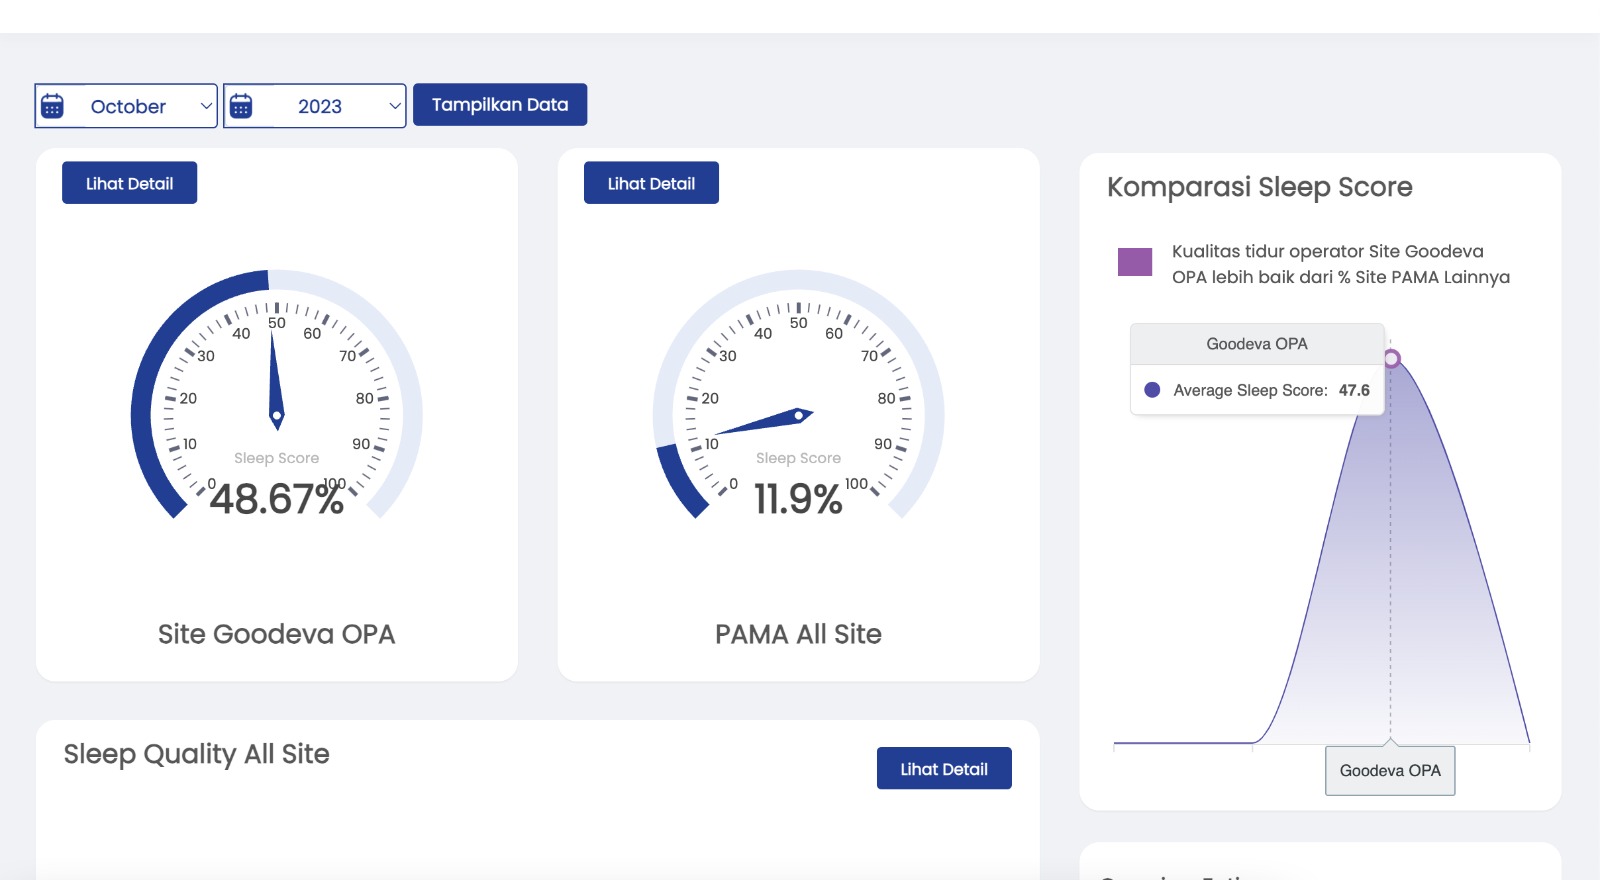 October
2023
Tampilkan Data
Lihat Detail
0
10
20
30
40
50
60
70
80
90
100
Sleep Score
48.67%
Site Goodeva OPA
Lihat Detail
0
10
20
30
40
50
60
70
80
90
100
Sleep Score
11.9%
PAMA All Site
Komparasi Sleep Score
Kualitas tidur operator Site Goodeva
OPA lebih baik dari % Site PAMA Lainnya
Goodeva OPA
Average Sleep Score: 47.6
Goodeva OPA
Sleep Quality All Site
Lihat Detail